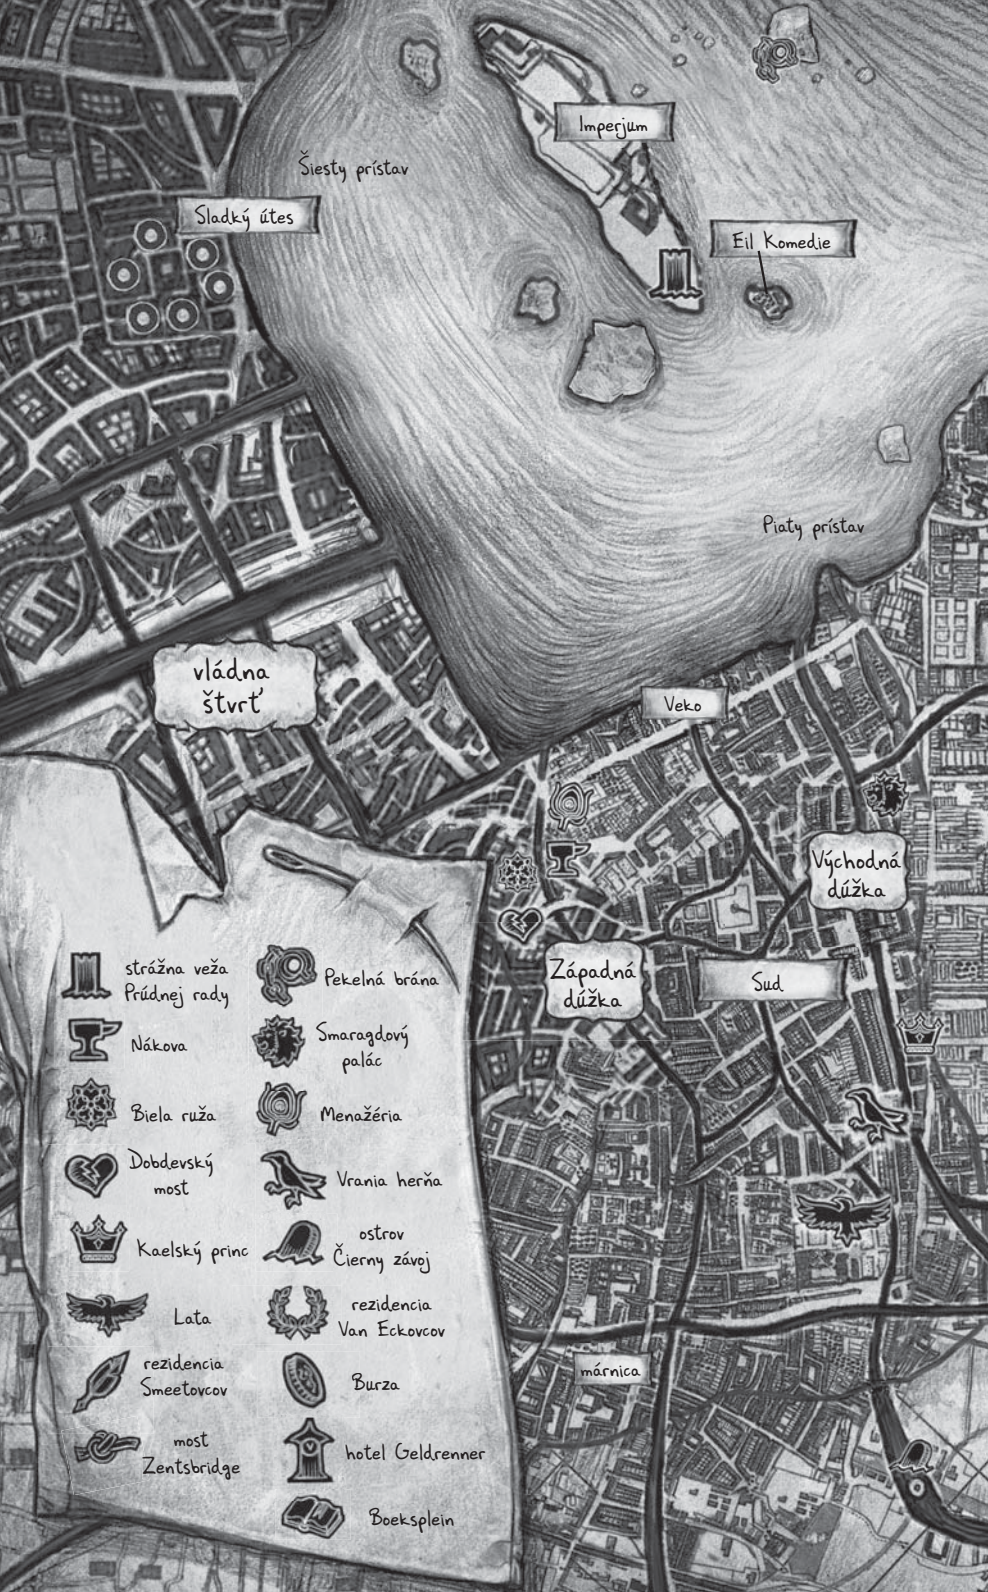 Imperjum
Šiesty prístav
Sladký útes
Eil Komedie
Piaty prístav
vládna
štvrť
Veko
Východná
dúžka
Západná
dúžka
Sud
márnica
strážna veža
Prúdnej rady
Nákova
Biela ruža
Dobdevský
most
Kaelský princ
Lata
rezidencia
Smeetovcov
most
Zentsbridge
Pekelná brána
Smaragdový
palác
Menažéria
Vrania herňa
ostrov
Čierny závoj
rezidencia
Van Eckovcov
Burza
hotel Geldrenner
Boeksplein